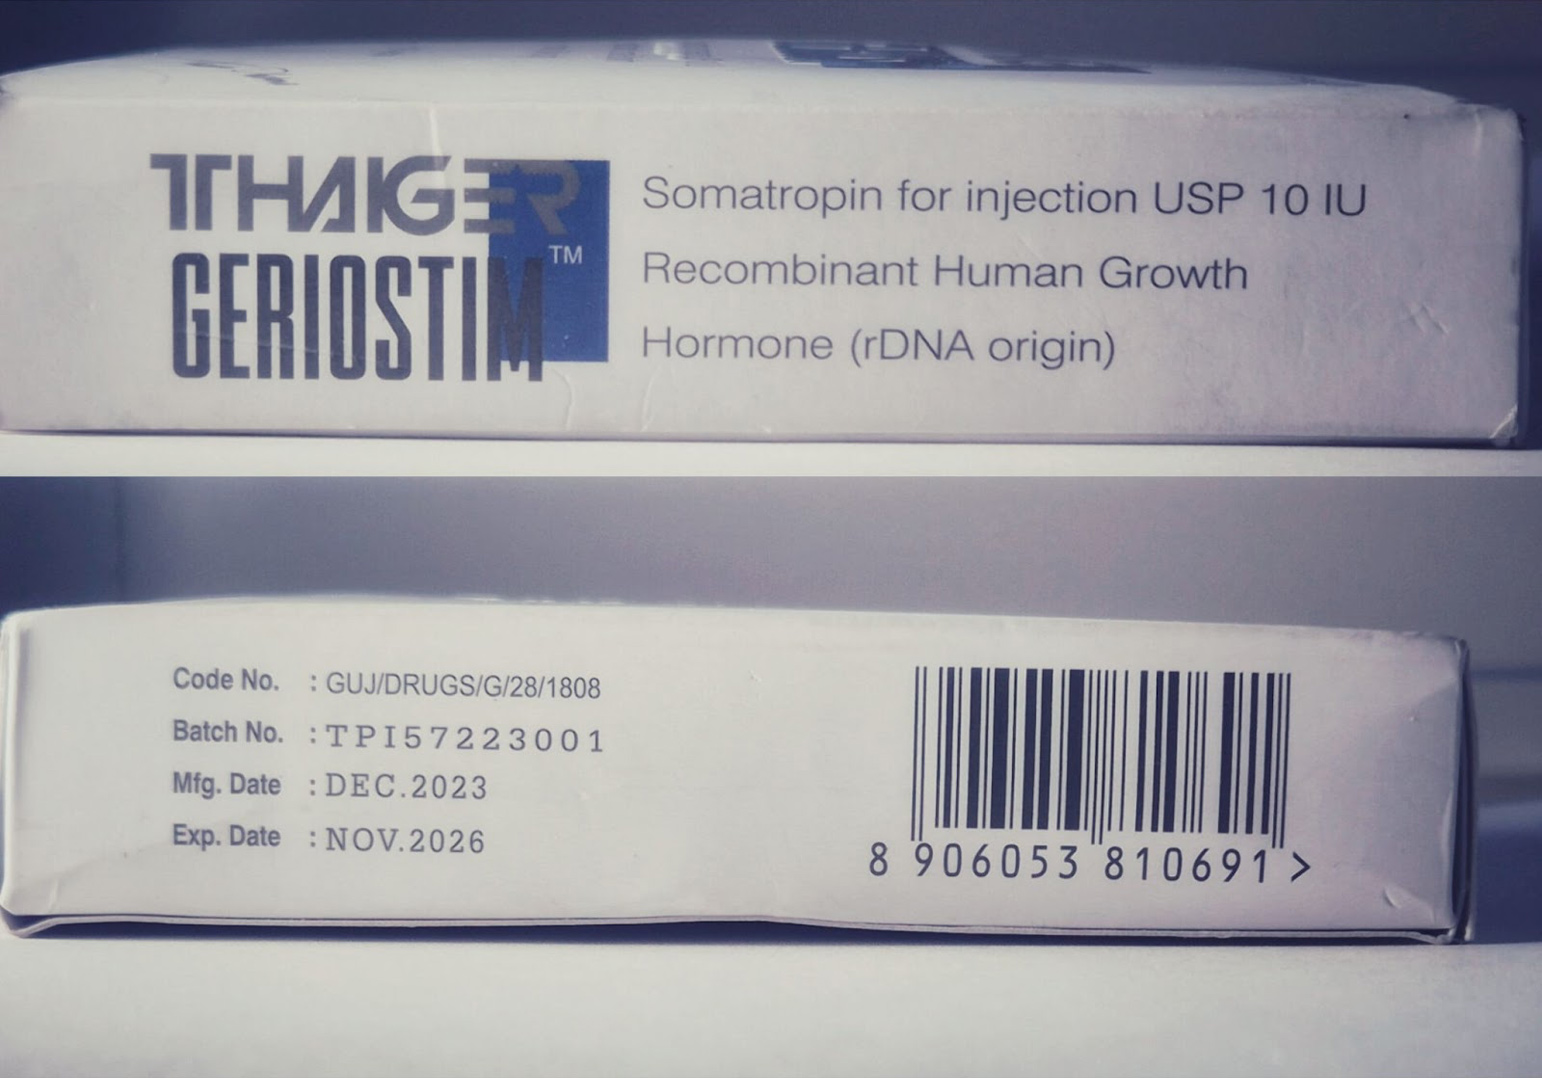 THAIGER
GERIOSTIM™
Somatropin for injection USP 10 IU
Recombinant Human Growth
Hormone (rDNA origin)
Code No. : GUJ/DRUGS/G/28/1808
Batch No. : TPI57223001
Mfg. Date : DEC.2023
Exp. Date : NOV.2026
8 906053 810691 >